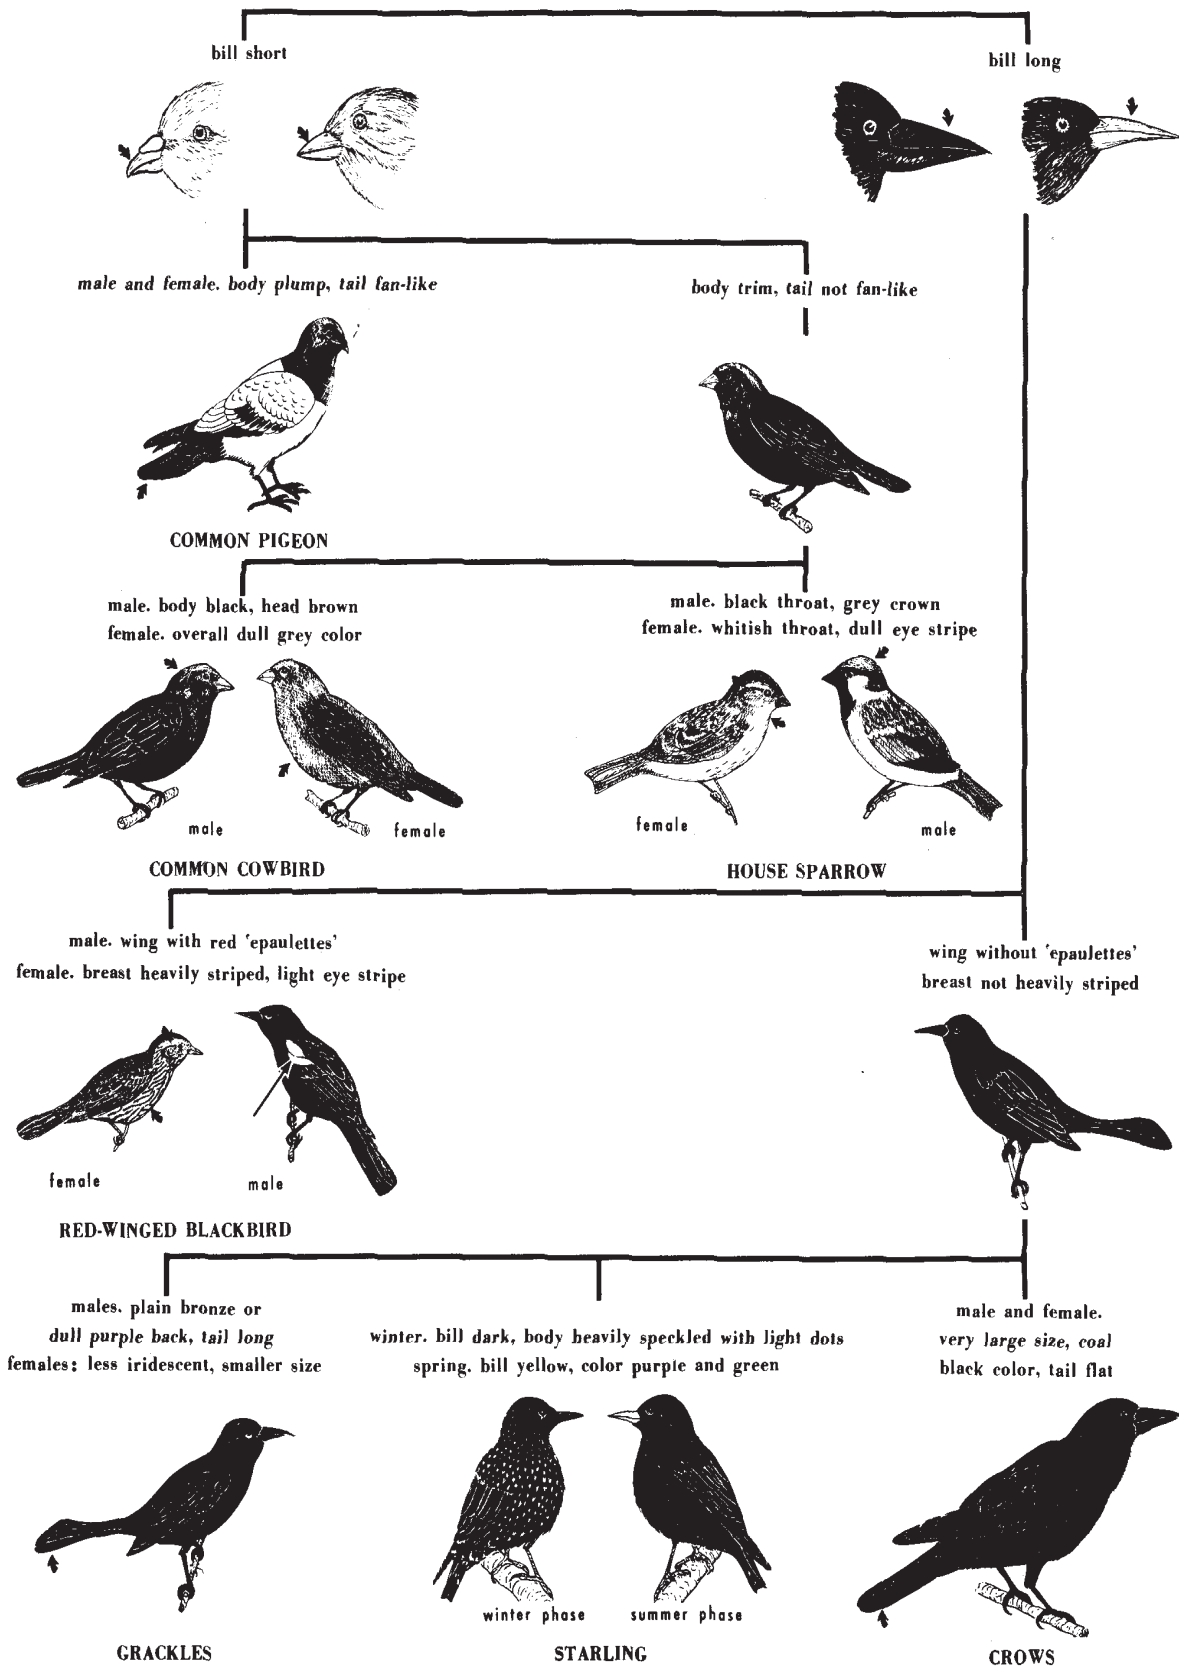 bill short
bill long
male and female. body plump, tail fan-like
body trim, tail not fan-like
COMMON PIGEON
male. body black, head brown
female. overall dull grey color
male. black throat, grey crown
female. whitish throat, dull eye stripe
male
female
female
male
COMMON COWBIRD
HOUSE SPARROW
male. wing with red 'epaulettes'
female. breast heavily striped, light eye stripe
wing without 'epaulettes'
breast not heavily striped
female
male
RED-WINGED BLACKBIRD
males. plain bronze or
dull purple back, tail long
females: less iridescent, smaller size
winter. bill dark, body heavily speckled with light dots
spring. bill yellow, color purple and green
male and female.
very large size, coal
black color, tail flat
winter phase
summer phase
GRACKLES
STARLING
CROWS